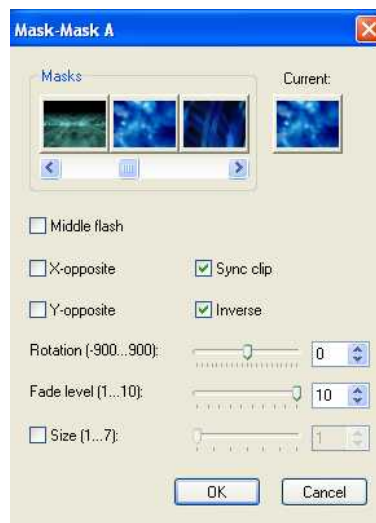 Mask-Mask A
Masks
Current:
Middle flash
X-opposite
Sync clip
Y-opposite
Inverse
Rotation (-900...900):
0
Fade level (1...10):
10
Size (1...7):
1
OK
Cancel